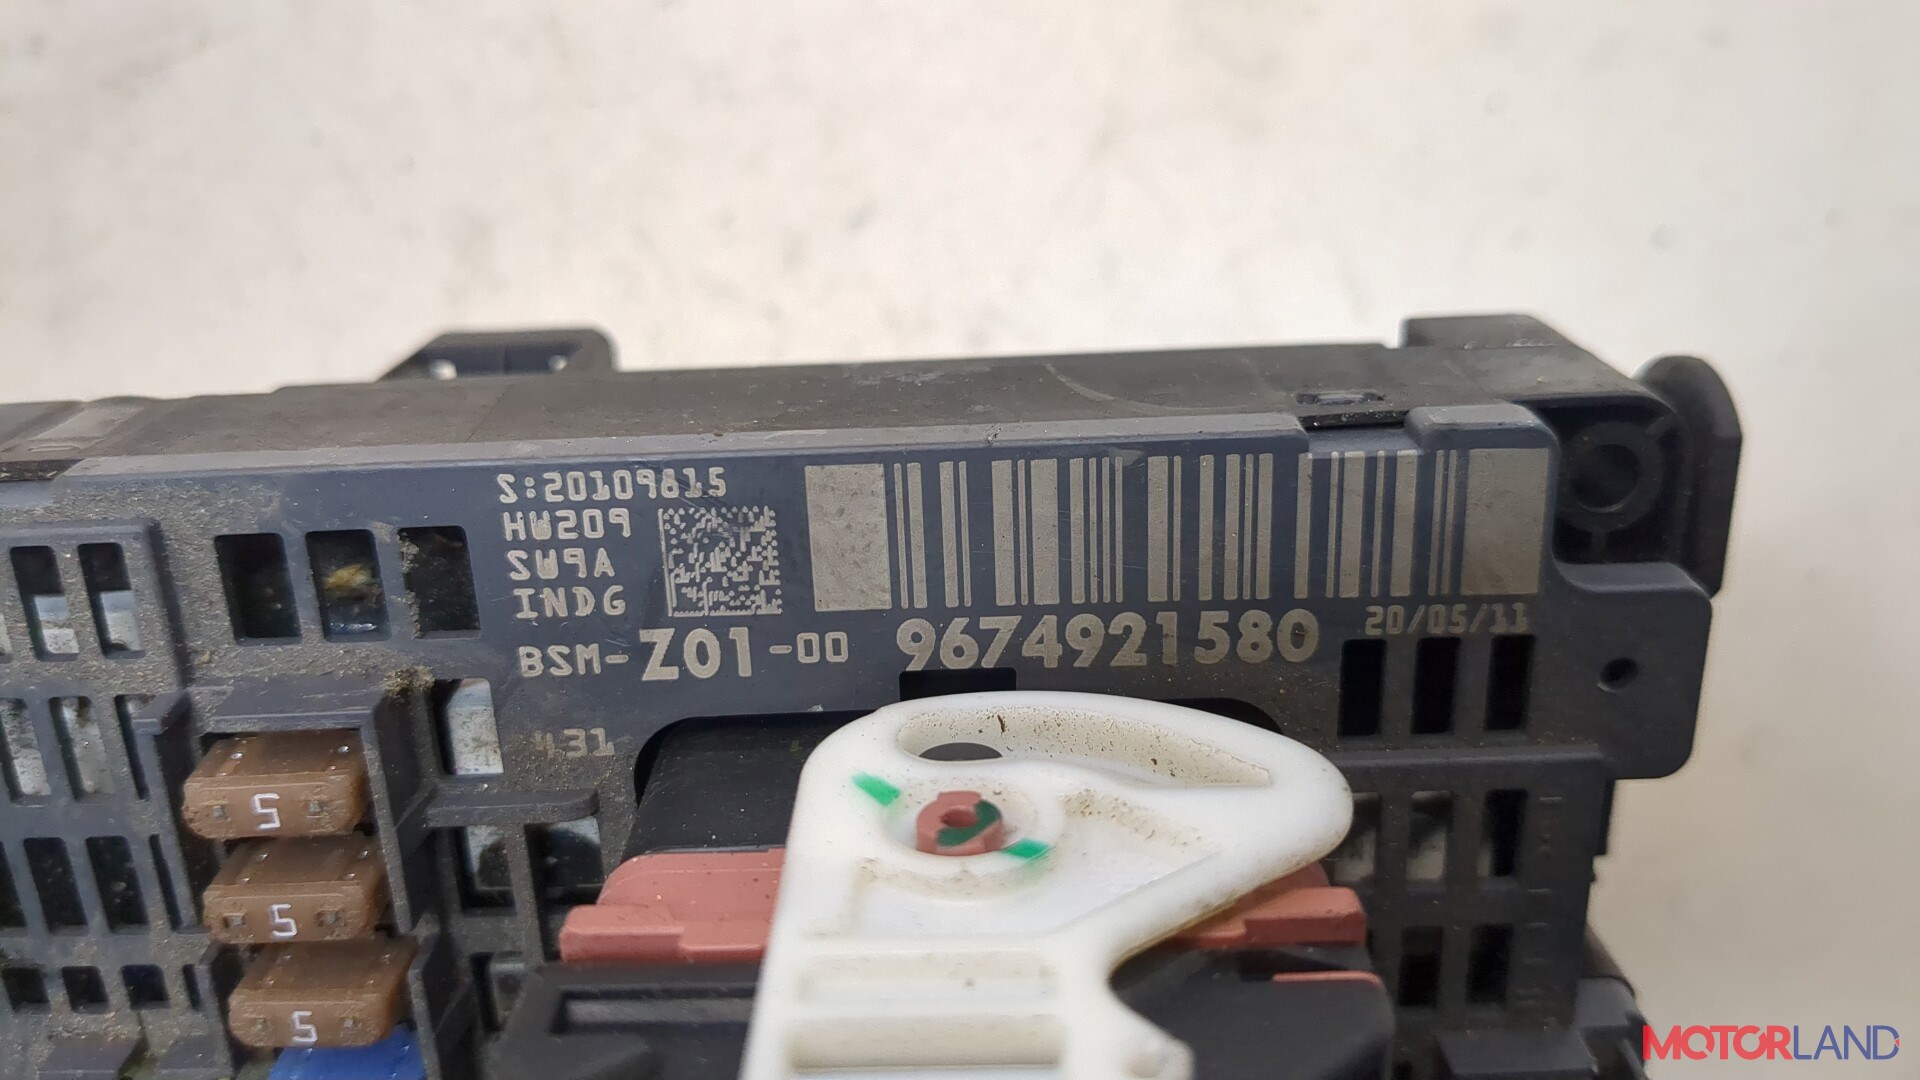 S:20109815
HW209
SW9A
INDG
BSM-Z01-00 9674921580 20/05/11
431
5
5
5
MOTORLAND